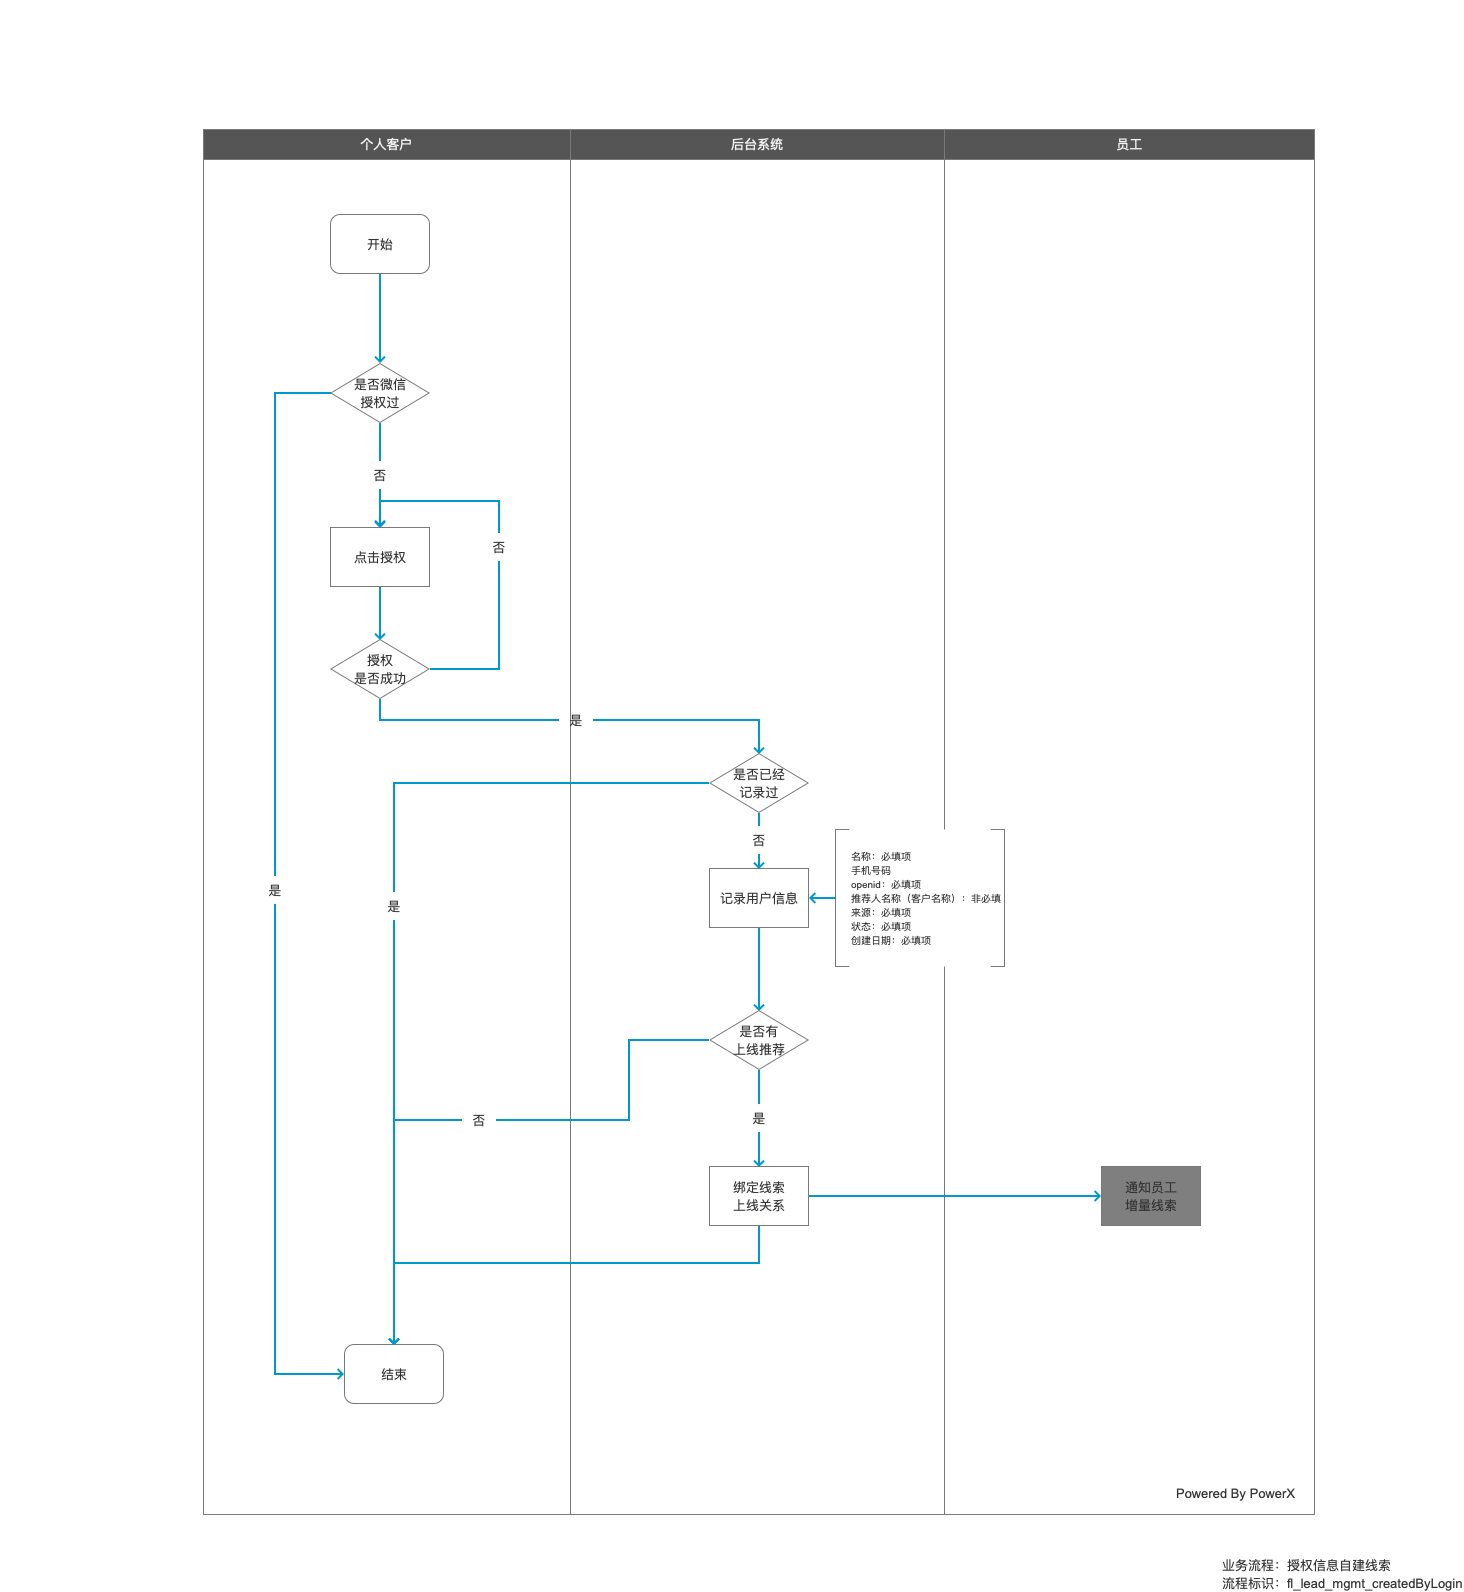 个人客户
后台系统
员工
开始
是否微信
授权过
否
点击授权
否
授权
是否成功
是
是否已经
记录过
否
名称：必填项
手机号码
openid：必填项
推荐人名称（客户名称）：非必填
来源：必填项
状态：必填项
创建日期：必填项
记录用户信息
是
是
是否有
上线推荐
否
是
绑定线索
上线关系
通知员工
增量线索
结束
Powered By PowerX
业务流程：授权信息自建线索
流程标识：fl_lead_mgmt_createdByLogin